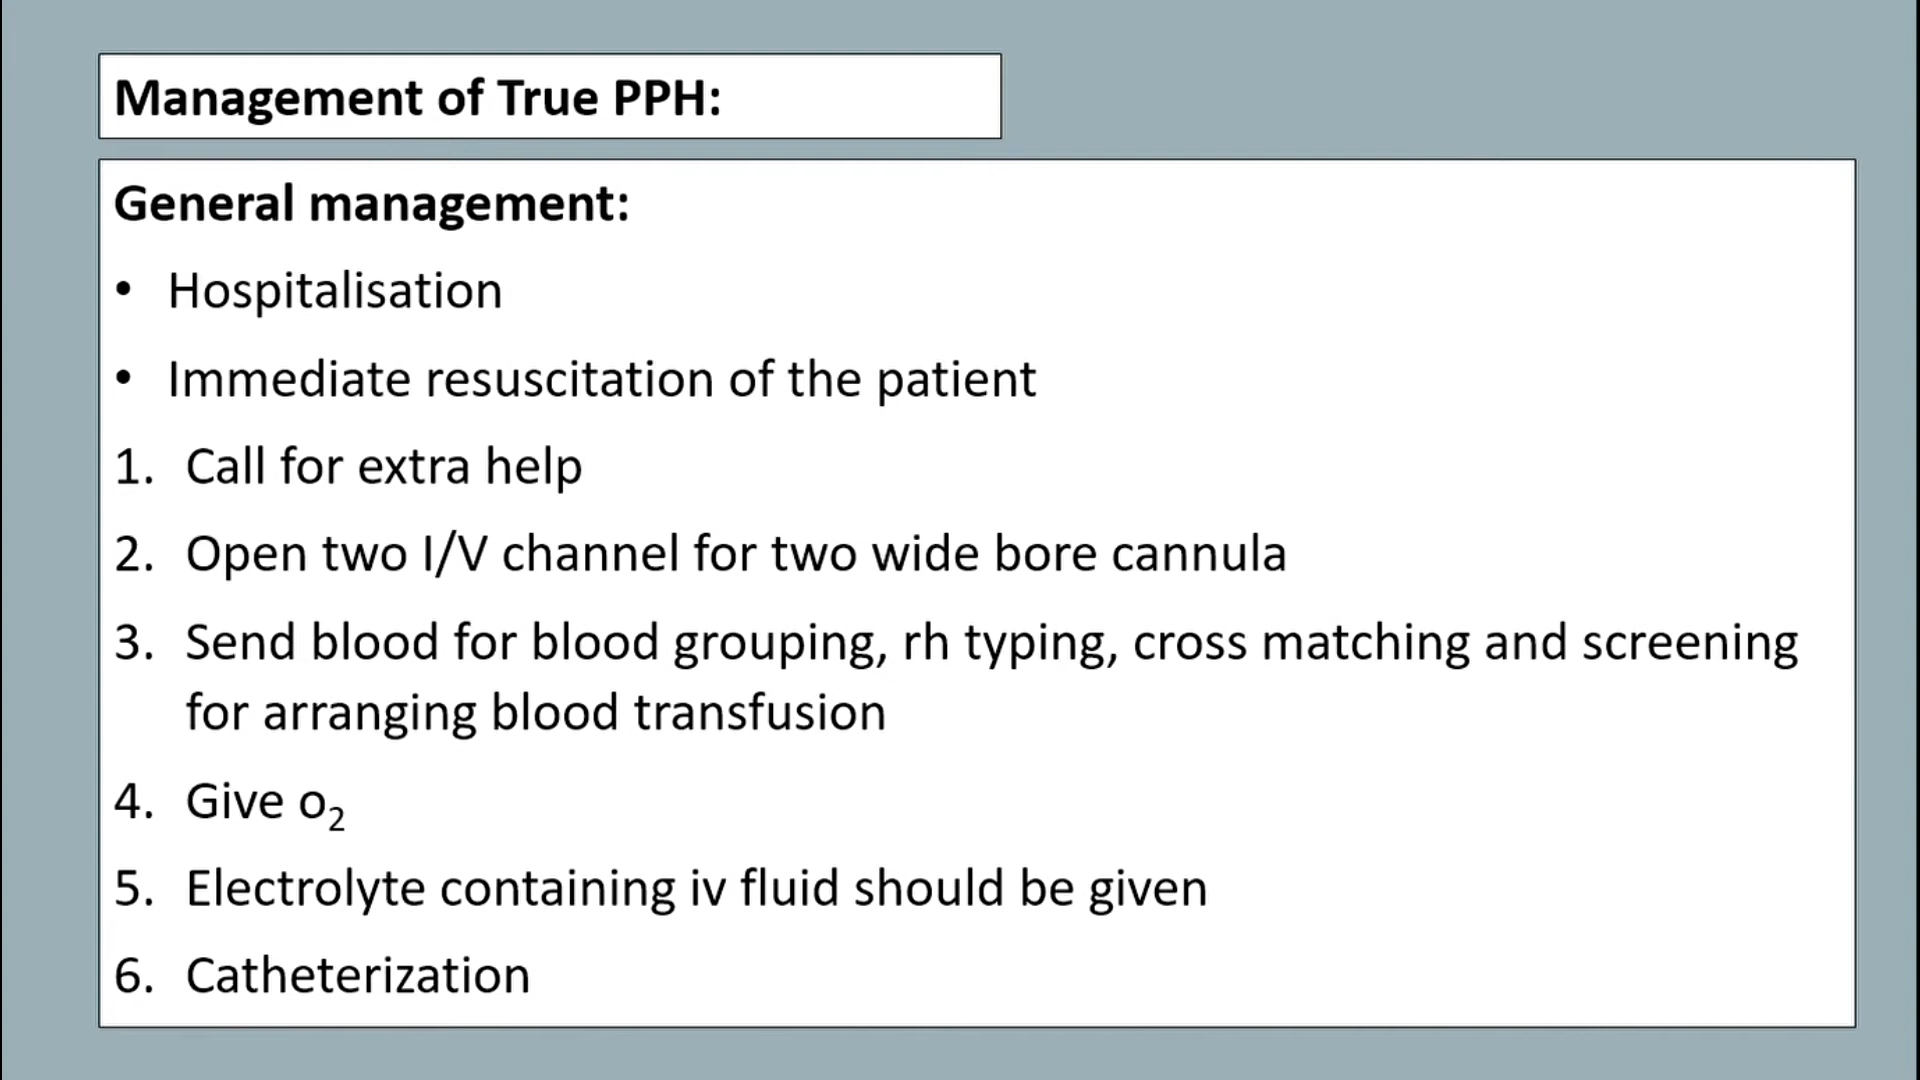 Management of True PPH:
General management:
• Hospitalisation
• Immediate resuscitation of the patient
1. Call for extra help
2. Open two I/V channel for two wide bore cannula
3. Send blood for blood grouping, rh typing, cross matching and screening
for arranging blood transfusion
4. Give o₂
5. Electrolyte containing iv fluid should be given
6. Catheterization